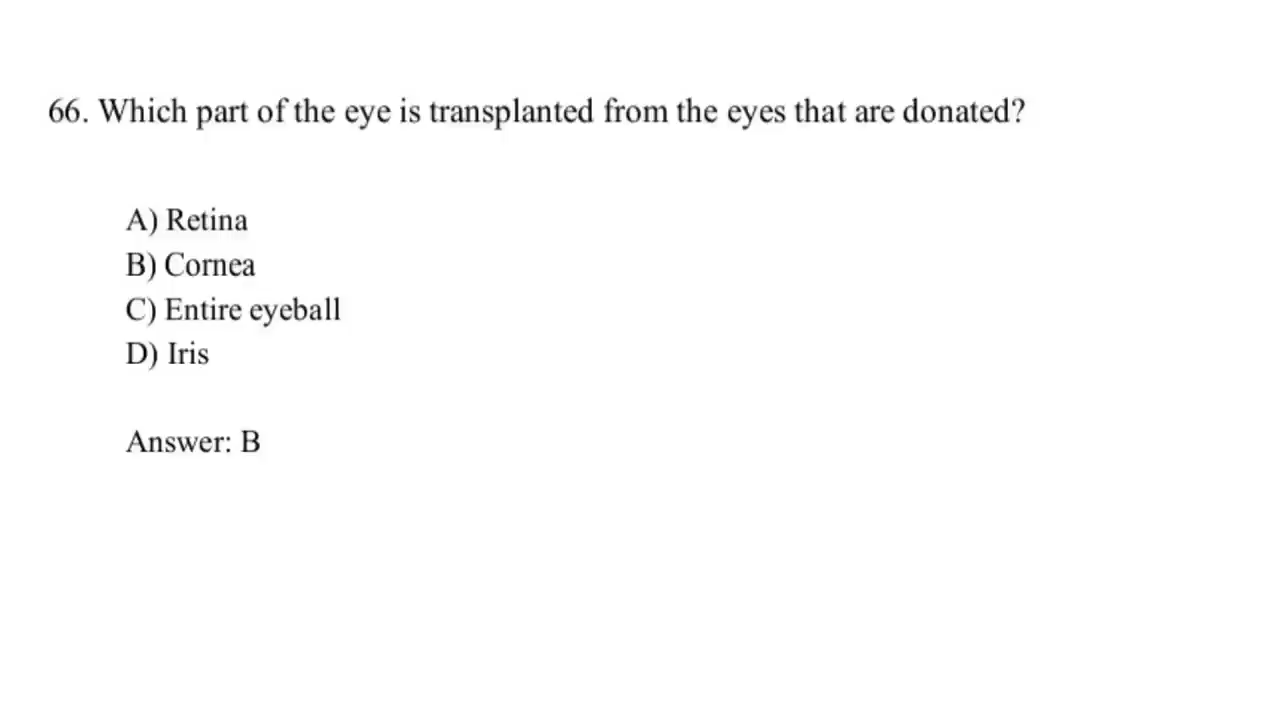 66. Which part of the eye is transplanted from the eyes that are donated?
A) Retina
B) Cornea
C) Entire eyeball
D) Iris
Answer: B